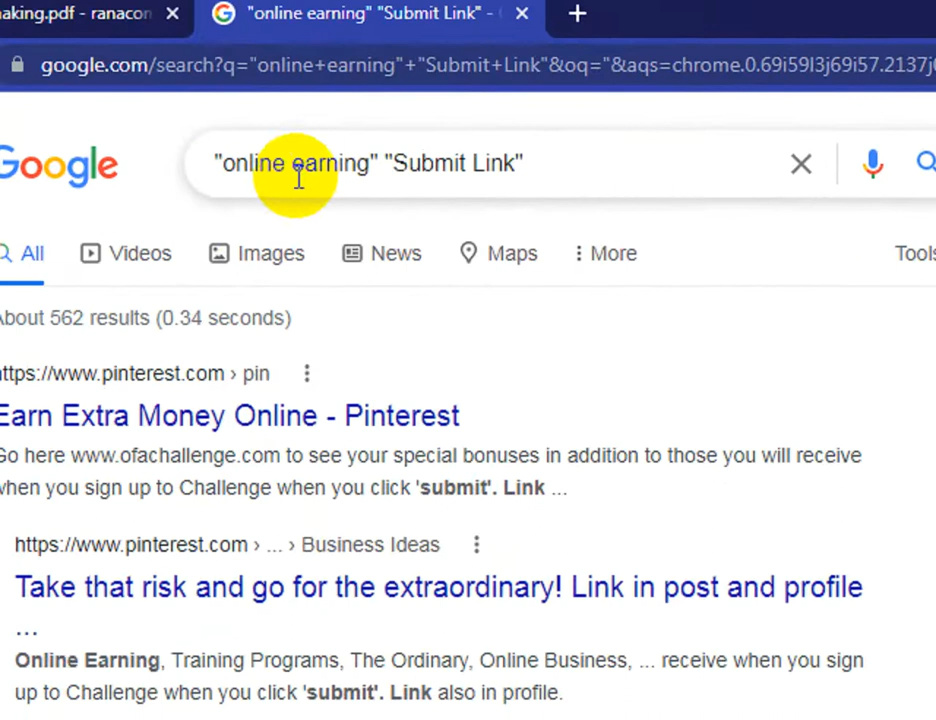 aking.pdf - ranacon
"online earning" "Submit Link" -
google.com/search?q="online+earning"+"Submit+Link"&oq="&aqs=chrome.0.69i59l3j69i57.2137j
Google
"online earning" "Submit Link"
All Videos Images News Maps More Tools
About 562 results (0.34 seconds)
ttps://www.pinterest.com › pin
Earn Extra Money Online - Pinterest
Go here www.ofachallenge.com to see your special bonuses in addition to those you will receive
when you sign up to Challenge when you click 'submit'. Link ...
https://www.pinterest.com › ... › Business Ideas
Take that risk and go for the extraordinary! Link in post and profile
...
Online Earning, Training Programs, The Ordinary, Online Business, ... receive when you sign
up to Challenge when you click 'submit'. Link also in profile.